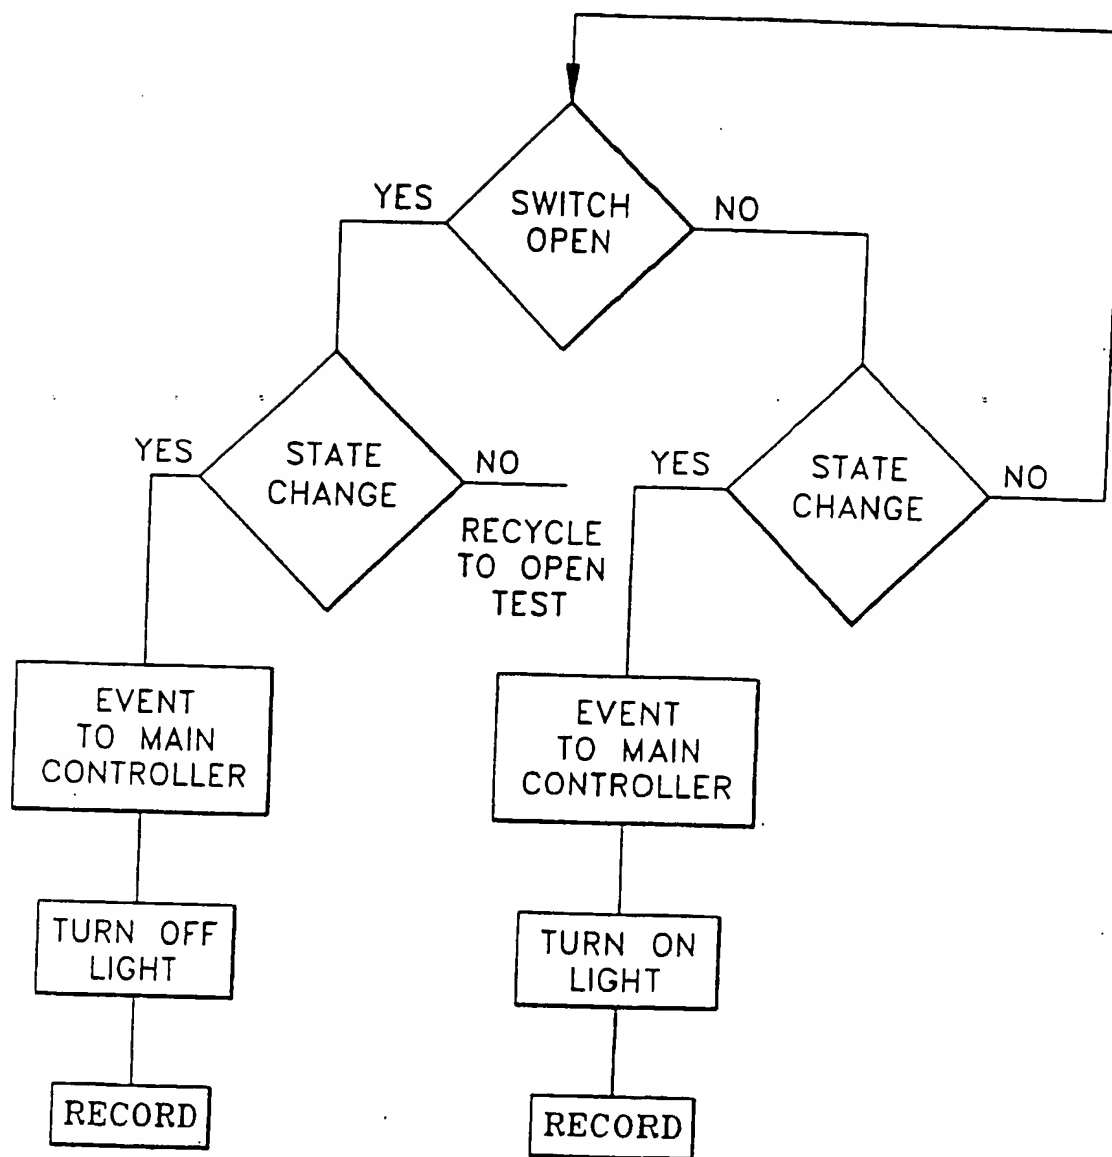 SWITCH
OPEN
YES
NO
STATE
CHANGE
YES
NO
RECYCLE
TO OPEN
TEST
STATE
CHANGE
YES
NO
EVENT
TO MAIN
CONTROLLER
EVENT
TO MAIN
CONTROLLER
TURN OFF
LIGHT
TURN ON
LIGHT
RECORD
RECORD